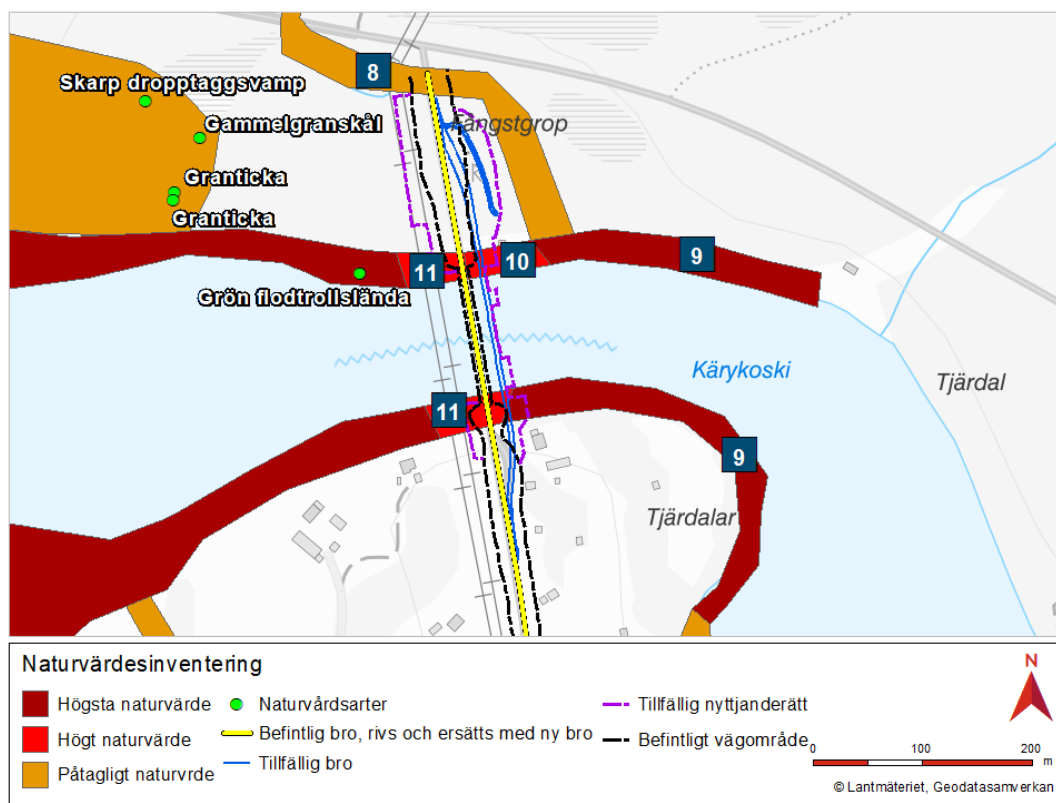 8
Skarp dropptaggsvamp
Gammelgranskål
Fångstgrop
Granticka
Granticka
11
10
9
Grön flodtrollslända
Kärykoski
Tjärdal
11
9
Tjärdalar
Naturvärdesinventering
Högsta naturvärde
Högt naturvärde
Påtagligt naturvrde
Naturvårdsarter
Befintlig bro, rivs och ersätts med ny bro
Tillfällig bro
Tillfällig nyttjanderätt
Befintligt vägområde
N
0 100 200
m
© Lantmäteriet, Geodatasamverkan